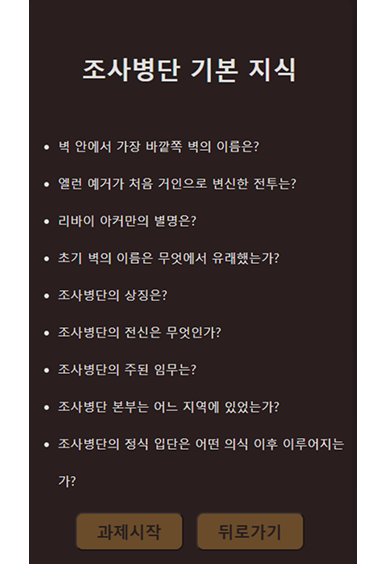 조사병단 기본 지식
• 벽 안에서 가장 바깥쪽 벽의 이름은?
• 엘런 예거가 처음 거인으로 변신한 전투는?
• 리바이 아커만의 별명은?
• 초기 벽의 이름은 무엇에서 유래했는가?
• 조사병단의 상징은?
• 조사병단의 전신은 무엇인가?
• 조사병단의 주된 임무는?
• 조사병단 본부는 어느 지역에 있었는가?
• 조사병단의 정식 입단은 어떤 의식 이후 이루어지는
가?
과제시작 뒤로가기